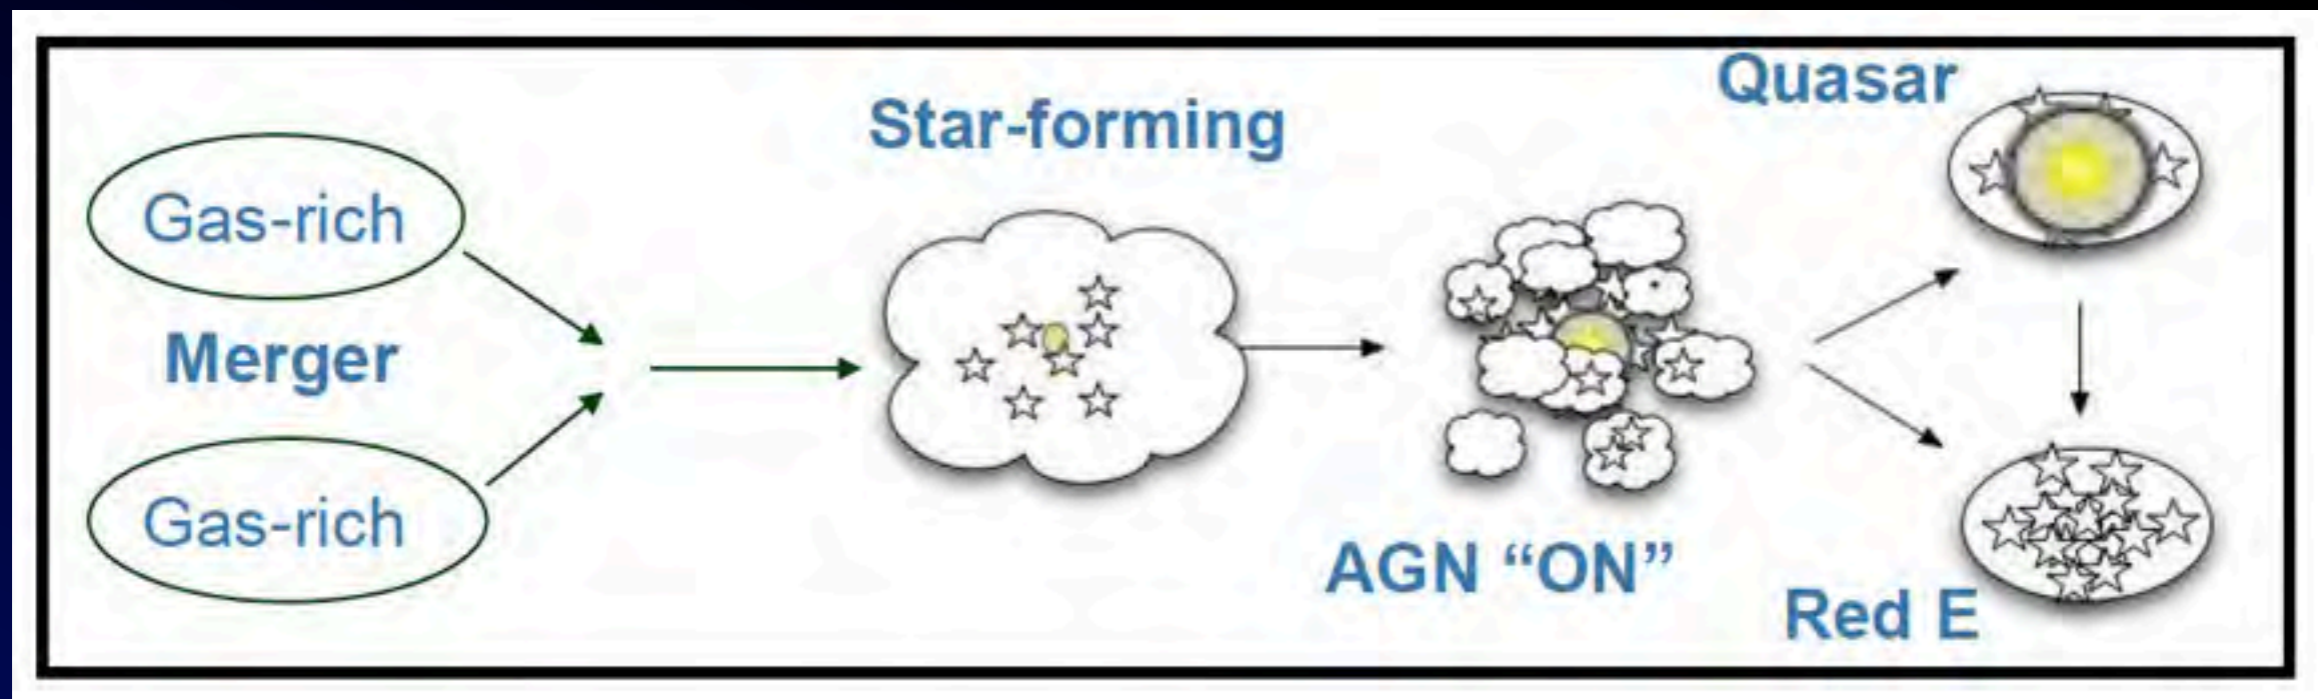 Gas-rich
Merger
Gas-rich
Star-forming
AGN “ON”
Quasar
Red E